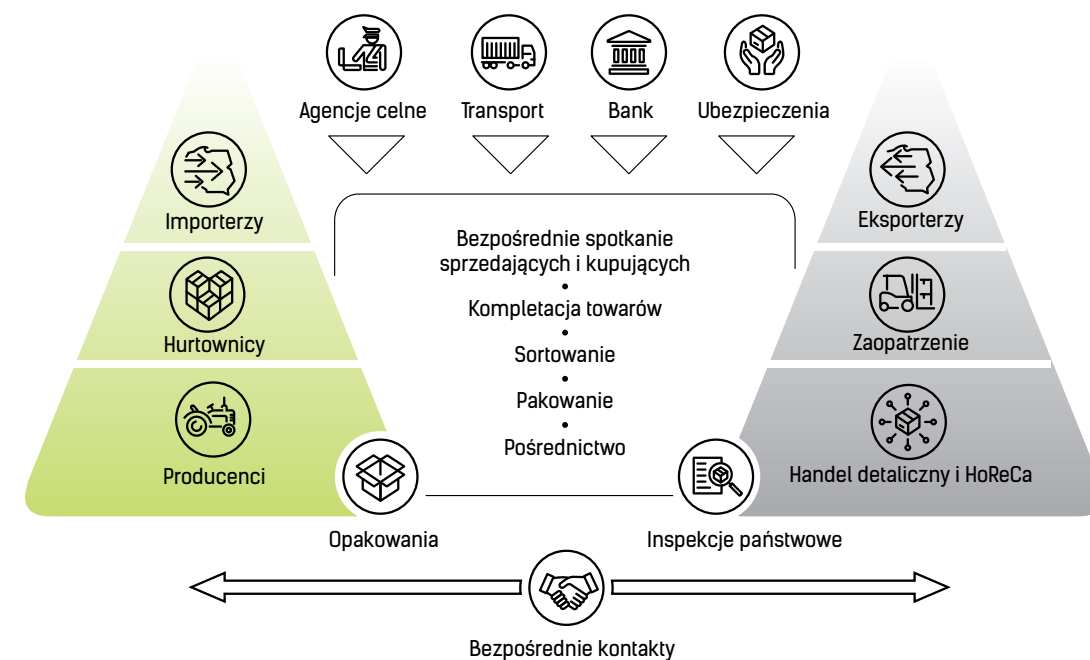 Agencje celne
Transport
Bank
Ubezpieczenia
Importerzy
Hurtownicy
Producenci
Bezpośrednie spotkanie
sprzedających i kupujących
•
Kompletacja towarów
•
Sortowanie
•
Pakowanie
•
Pośrednictwo
Eksporterzy
Zaopatrzenie
Handel detaliczny i HoReCa
Opakowania
Inspekcje państwowe
Bezpośrednie kontakty